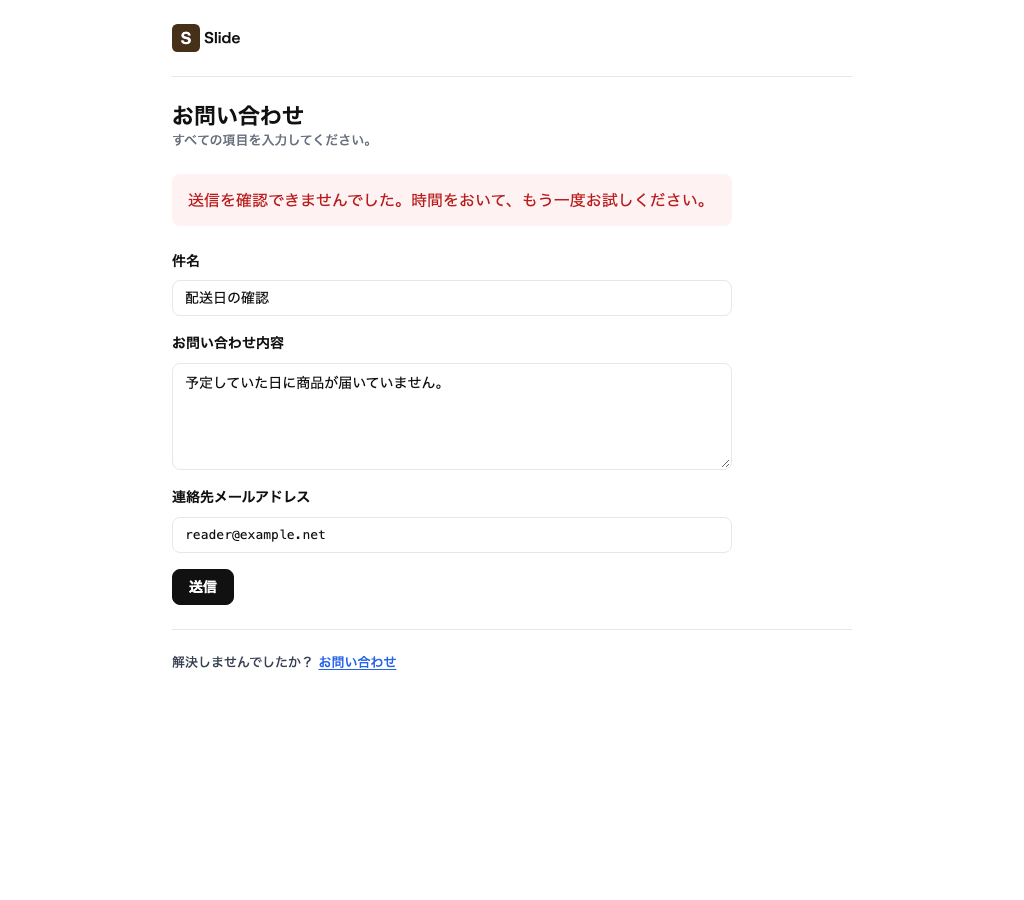 S Slide
お問い合わせ
すべての項目を入力してください。
送信を確認できませんでした。時間をおいて、もう一度お試しください。
件名
配送日の確認
お問い合わせ内容
予定していた日に商品が届いていません。
連絡先メールアドレス
reader@example.net
送信
解決しませんでしたか？ お問い合わせ